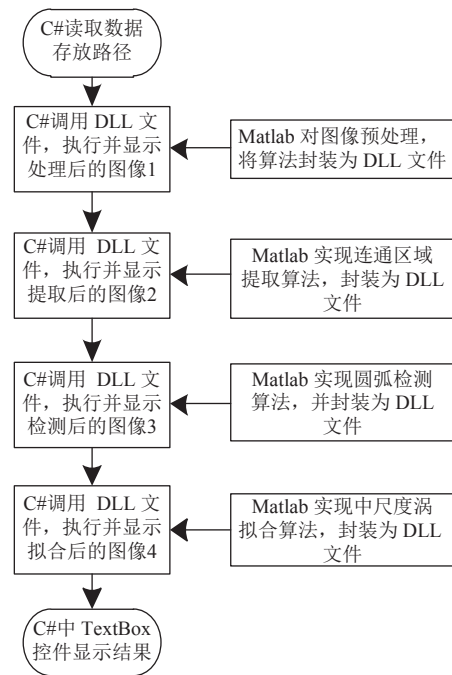 C#读取数据
存放路径
C#调用 DLL 文
件，执行并显示
处理后的图像1
Matlab 对图像预处理，
将算法封装为 DLL 文件
C#调用 DLL 文
件，执行并显示
提取后的图像2
Matlab 实现连通区域
提取算法，封装为 DLL
文件
C#调用 DLL 文
件，执行并显示
检测后的图像3
Matlab 实现圆弧检测
算法，并封装为 DLL
文件
C#调用 DLL 文
件，执行并显示
拟合后的图像4
Matlab 实现中尺度涡
拟合算法，封装为 DLL
文件
C#中 TextBox
控件显示结果